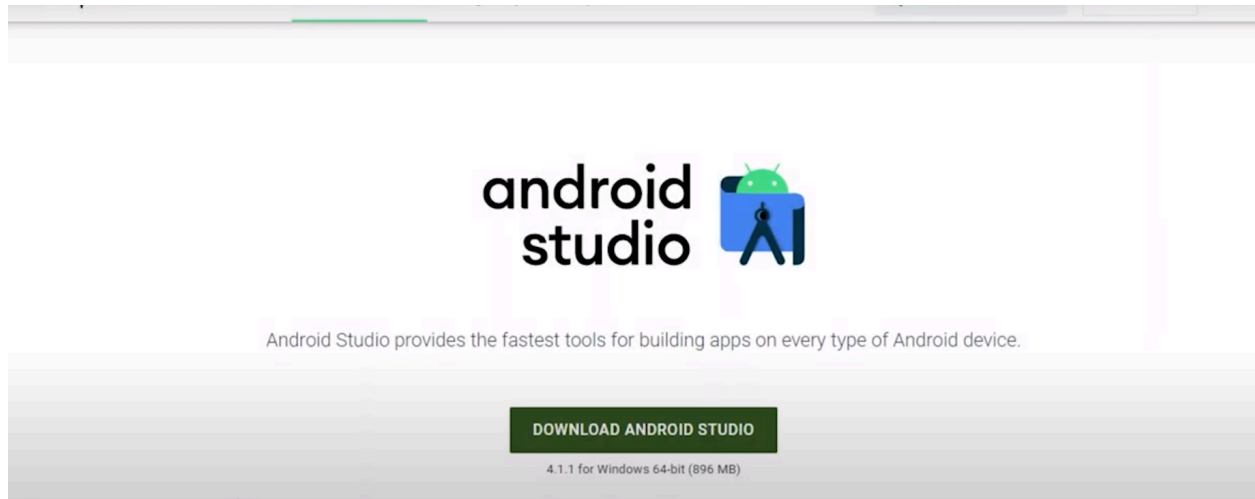 android
studio
Android Studio provides the fastest tools for building apps on every type of Android device.
DOWNLOAD ANDROID STUDIO
4.1.1 for Windows 64-bit (896 MB)